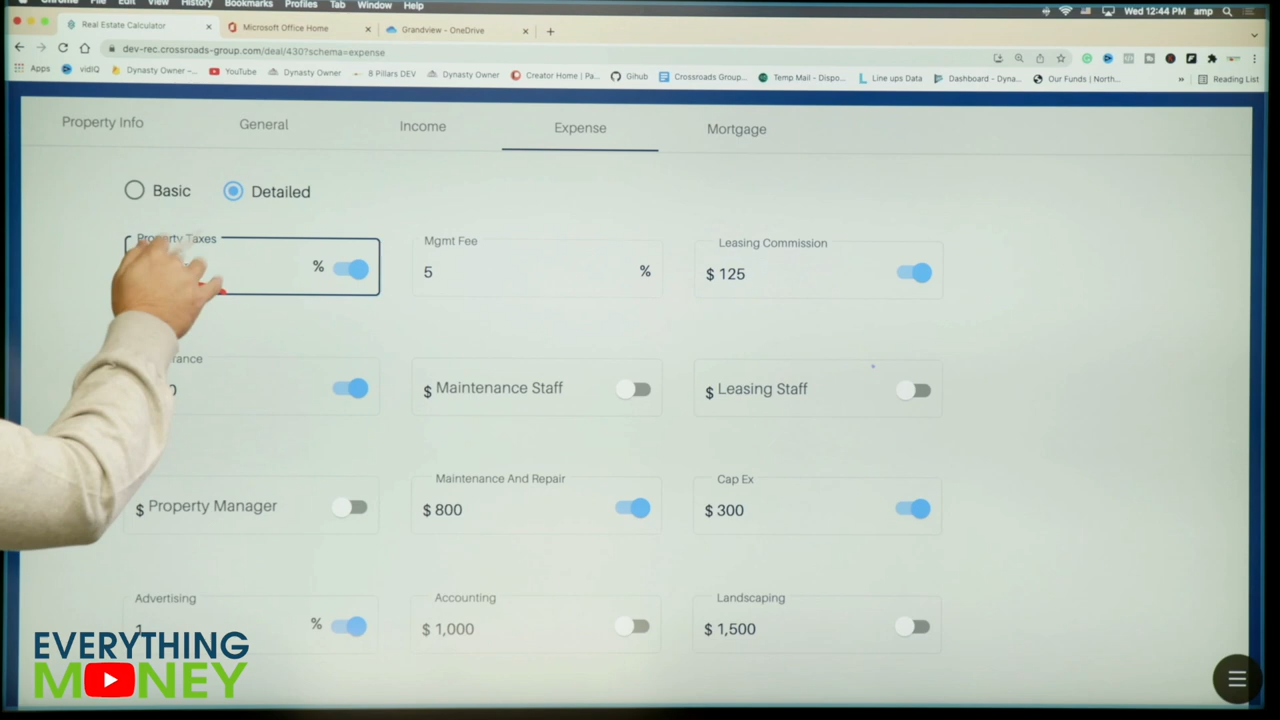 Chrome File Edit View History Bookmarks Profiles Tab Window Help Wed 12:44 PM amp
Real Estate Calculator × Microsoft Office Home × Grandview - OneDrive × +
dev-rec.crossroads-group.com/deal/430?schema=expense
Apps vidIQ Dynasty Owner –... YouTube Dynasty Owner 8 Pillars DEV Dynasty Owner Creator Home | Pa... Gihub Crossroads Group... Temp Mail - Dispo... Line ups Data Dashboard - Dyna... Our Funds | North... » Reading List
Property Info General Income Expense Mortgage
Basic Detailed
Property Taxes Mgmt Fee Leasing Commission
% 5 % $ 125
$ Maintenance Staff $ Leasing Staff
$ Property Manager
Maintenance And Repair Cap Ex
$ 800 $ 300
Advertising Accounting Landscaping
1 % $ 1,000 $ 1,500
EVERYTHING
MONEY